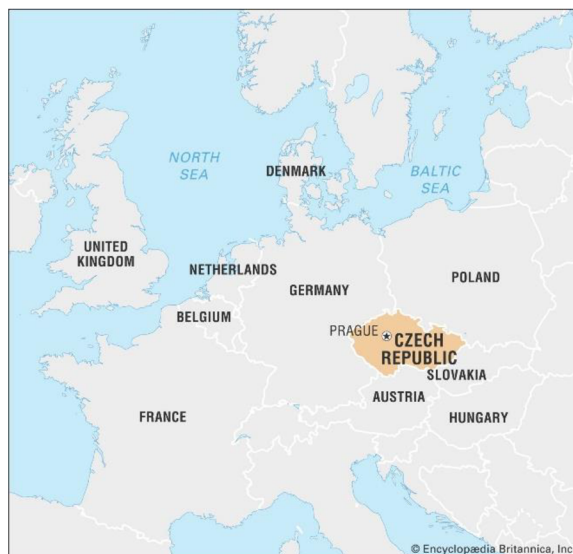 NORTH
SEA
DENMARK
BALTIC
SEA
UNITED
KINGDOM
NETHERLANDS
POLAND
GERMANY
BELGIUM
PRAGUE
CZECH
REPUBLIC
SLOVAKIA
AUSTRIA
FRANCE
HUNGARY
© Encyclopædia Britannica, Inc